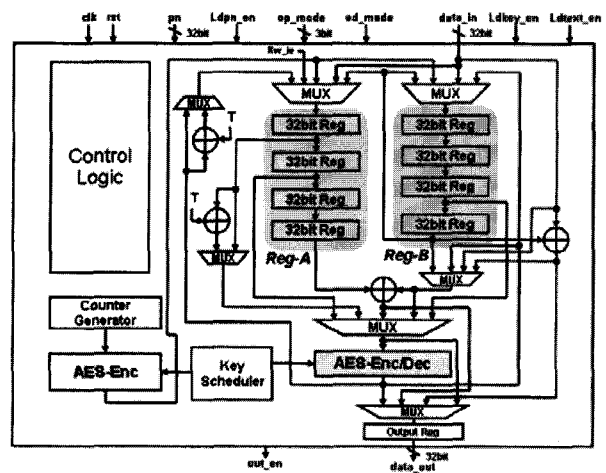 clk rst pn Ldpn_en op_mode ed_mode data_in Ldkey_en Ldtext_en
32bit 3bit 32bit
MUX MUX
MUX
T
32bit Reg 32bit Reg
32bit Reg 32bit Reg
32bit Reg 32bit Reg
32bit Reg 32bit Reg
Control
Logic
T
MUX
Reg-A Reg-B
MUX
MUX
Counter
Generator
AES-Enc
Key
Scheduler
AES-Enc/Dec
MUX
Output Reg
out_en
32bit
data_out